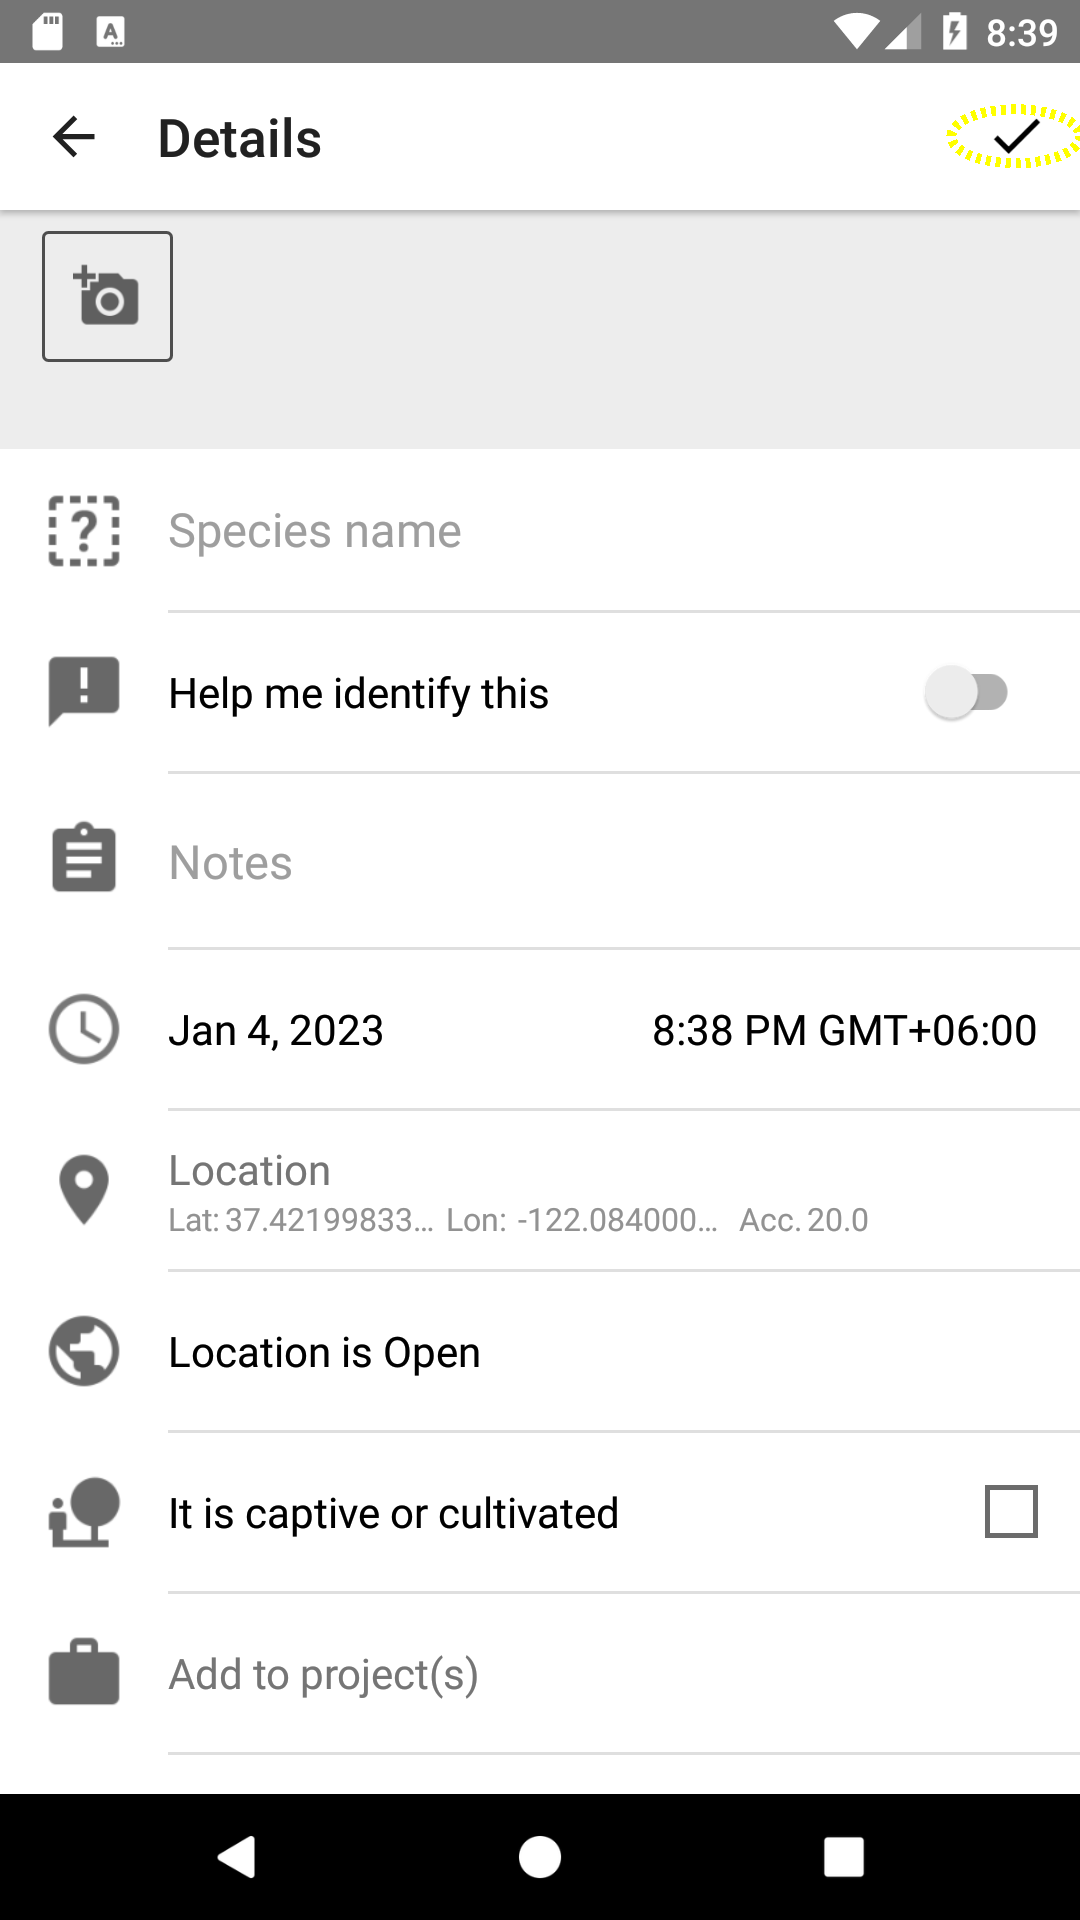 8:39
Details
Species name
Help me identify this
Notes
Jan 4, 2023 8:38 PM GMT+06:00
Location
Lat: 37.42199833... Lon: -122.084000... Acc. 20.0
Location is Open
It is captive or cultivated
Add to project(s)